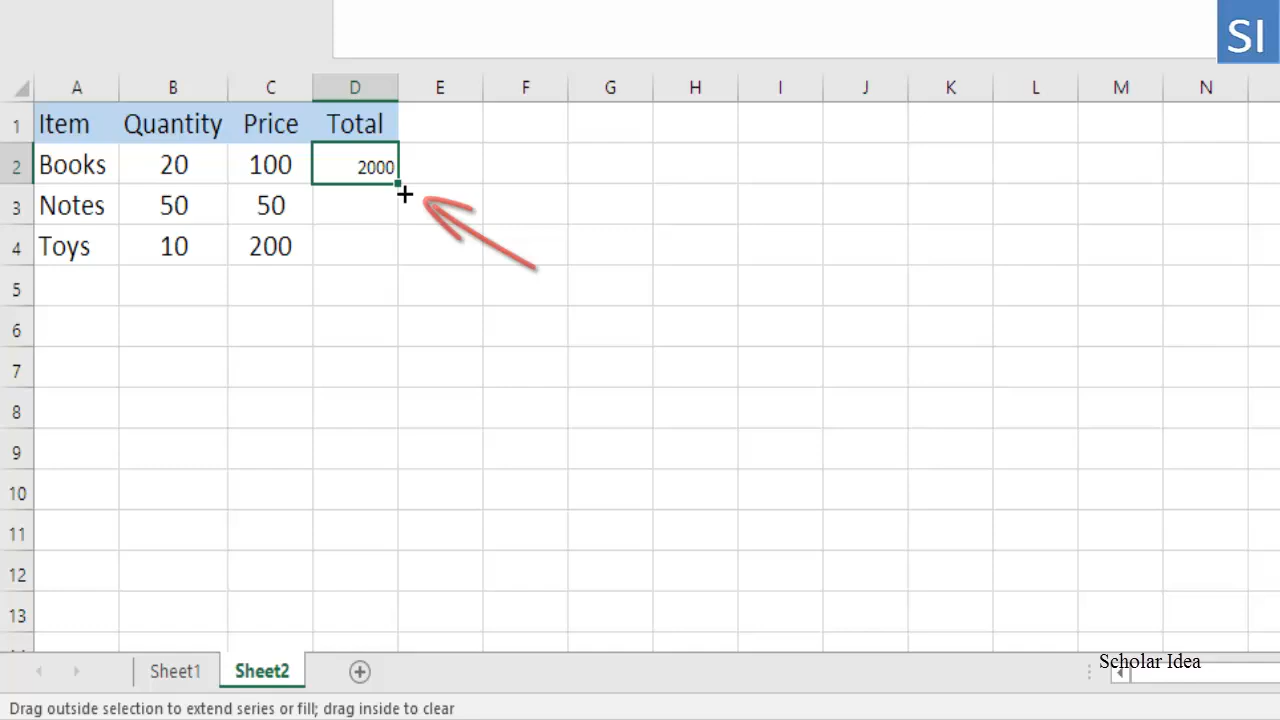 SI
A B C D E F G H I J K L M N
1 Item Quantity Price Total
2 Books 20 100 2000
3 Notes 50 50
4 Toys 10 200
5
6
7
8
9
10
11
12
13
Sheet1 Sheet2
Scholar Idea
Drag outside selection to extend series or fill; drag inside to clear